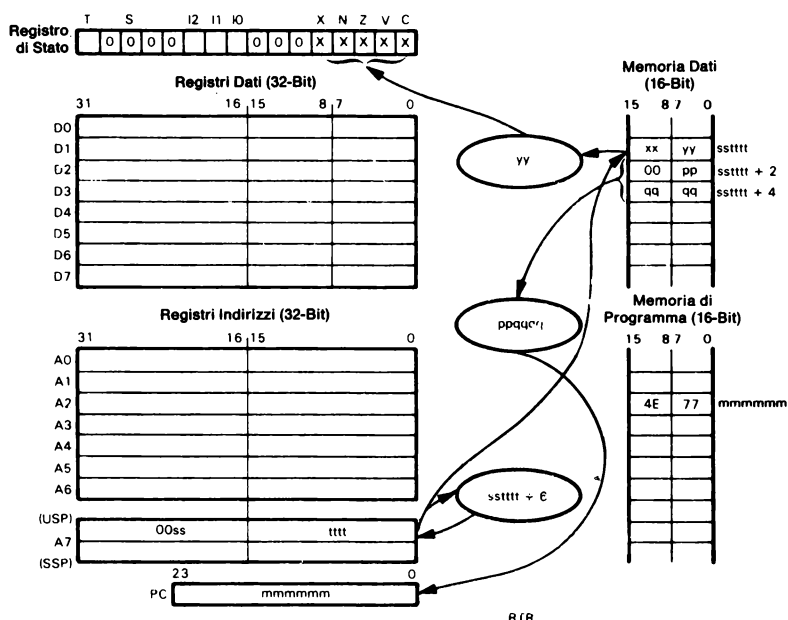 T S I2 I1 I0 X N Z V C
Registro di Stato
0 0 0 0 0 0 0 X X X X X
Registri Dati (32-Bit)
31 16 15 8 7 0
D0
D1
D2
D3
D4
D5
D6
D7
Registri Indirizzi (32-Bit)
31 16 15 0
A0
A1
A2
A3
A4
A5
A6
(USP)
A7
(SSP)
00ss tttt
23 0
PC mmmmmm
yy
sstttt
Memoria Dati
(16-Bit)
15 8 7 0
xx yy sstttt
00 pp sstttt + 2
qq qq sstttt + 4
Memoria di
Programma (16-Bit)
15 8 7 0
4E 77 mmmmmm